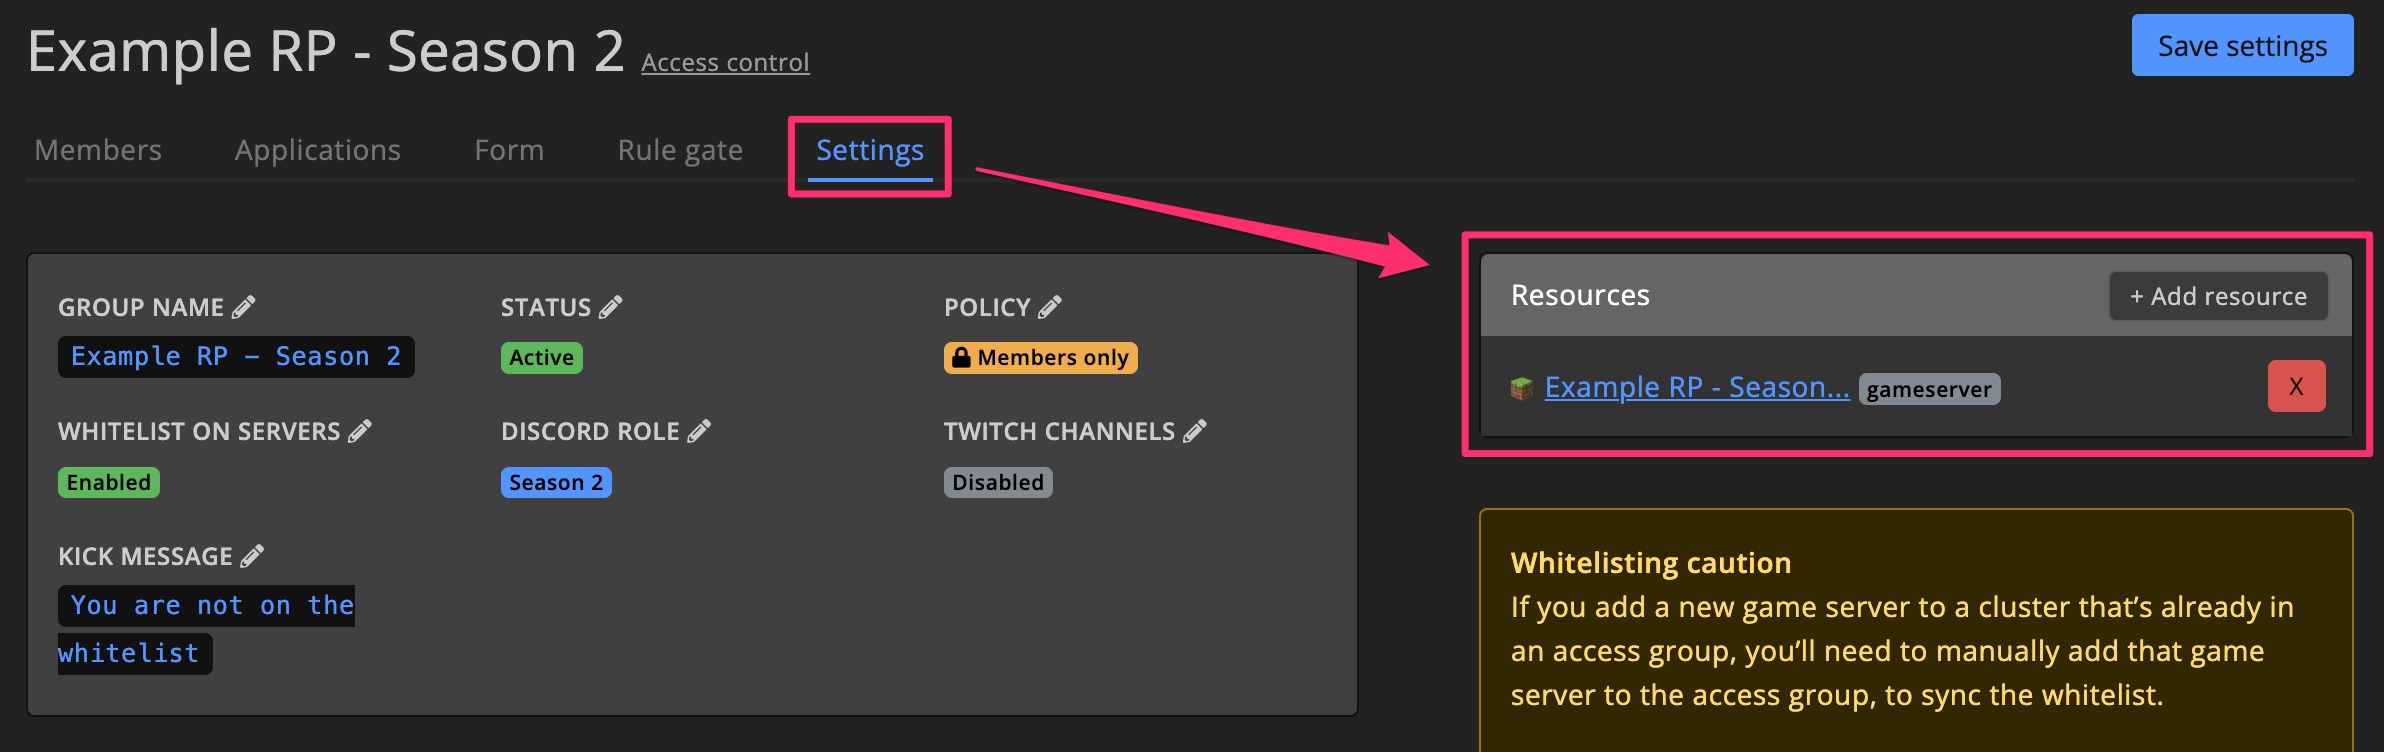 Example RP - Season 2 Access control
Save settings
Members Applications Form Rule gate Settings
GROUP NAME STATUS POLICY
Example RP – Season 2 Active Members only
WHITELIST ON SERVERS DISCORD ROLE TWITCH CHANNELS
Enabled Season 2 Disabled
KICK MESSAGE
You are not on the
whitelist
Resources + Add resource
Example RP - Season... gameserver X
Whitelisting caution
If you add a new game server to a cluster that’s already in
an access group, you’ll need to manually add that game
server to the access group, to sync the whitelist.